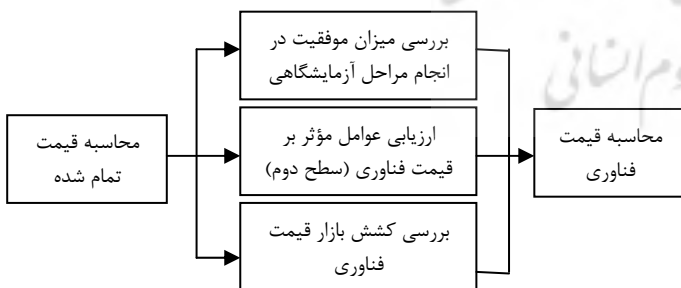 محاسبه قیمت
تمام شده
بررسی میزان موفقیت در
انجام مراحل آزمایشگاهی
ارزیابی عوامل مؤثر بر
قیمت فناوری (سطح دوم)
بررسی کشش بازار قیمت
فناوری
محاسبه قیمت
فناوری